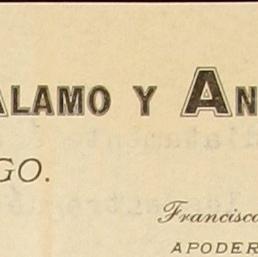 ALAMO Y AN
GO.
Francisco
APODER